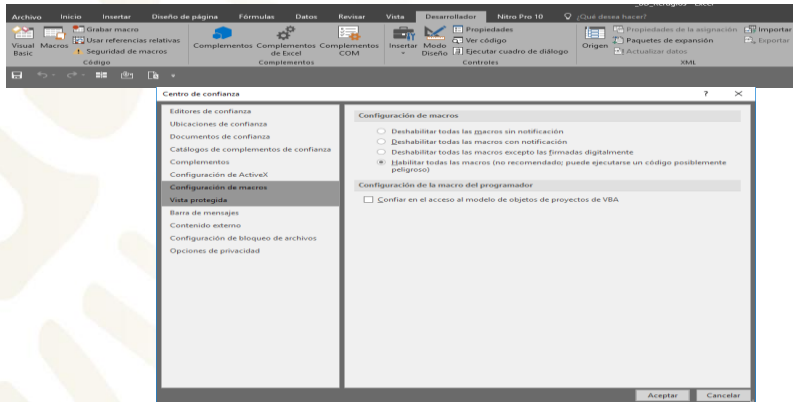 Excel
Archivo Inicio Insertar Diseño de página Fórmulas Datos Revisar Vista Desarrollador Nitro Pro 10 ¿Qué desea hacer?
Visual Basic
Macros
Grabar macro
Usar referencias relativas
Seguridad de macros
Código
Complementos
Complementos de Excel
Complementos COM
Complementos
Insertar
Modo Diseño
Propiedades
Ver código
Ejecutar cuadro de diálogo
Controles
Origen
Propiedades de la asignación
Paquetes de expansión
Actualizar datos
Importar
Exportar
XML
Centro de confianza
Editores de confianza
Ubicaciones de confianza
Documentos de confianza
Catálogos de complementos de confianza
Complementos
Configuración de ActiveX
Configuración de macros
Vista protegida
Barra de mensajes
Contenido externo
Configuración de bloqueo de archivos
Opciones de privacidad
Configuración de macros
Deshabilitar todas las macros sin notificación
Deshabilitar todas las macros con notificación
Deshabilitar todas las macros excepto las firmadas digitalmente
Habilitar todas las macros (no recomendado; puede ejecutarse un código posiblemente
peligroso)
Configuración de la macro del programador
Confiar en el acceso al modelo de objetos de proyectos de VBA
Aceptar Cancelar